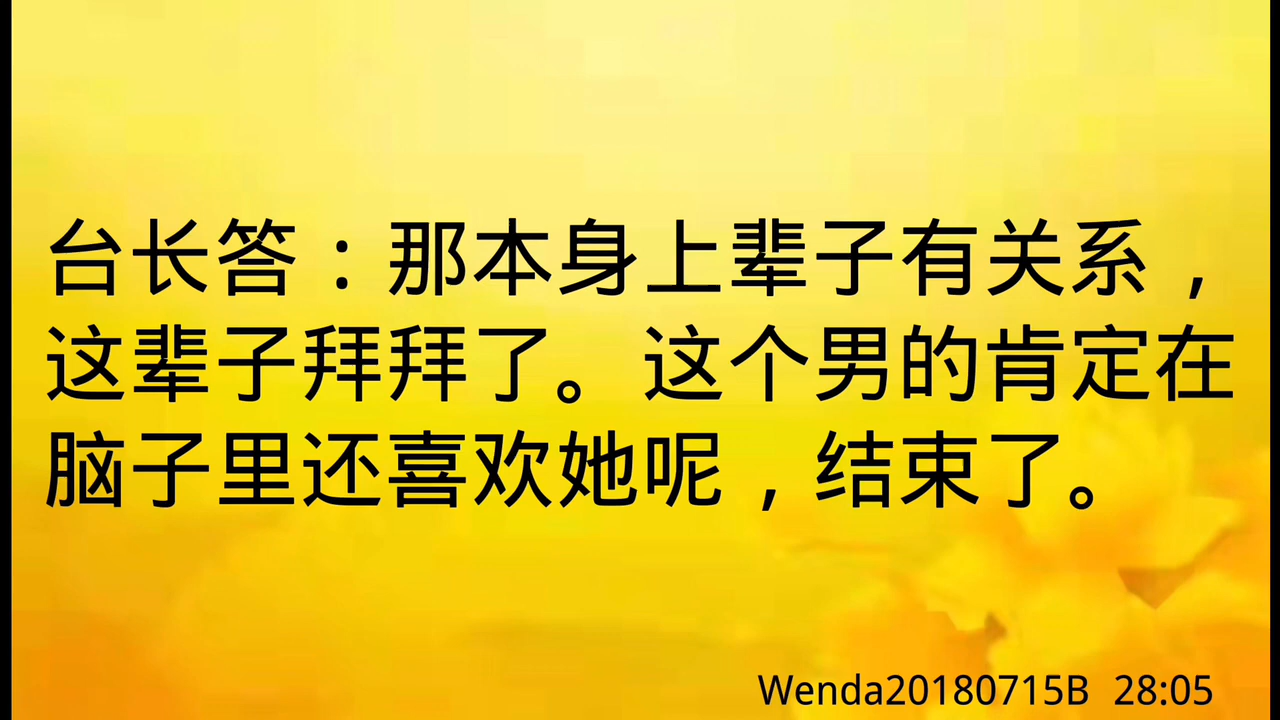 台长答：那本身上辈子有关系，
这辈子拜拜了。这个男的肯定在
脑子里还喜欢她呢，结束了。
Wenda20180715B 28:05